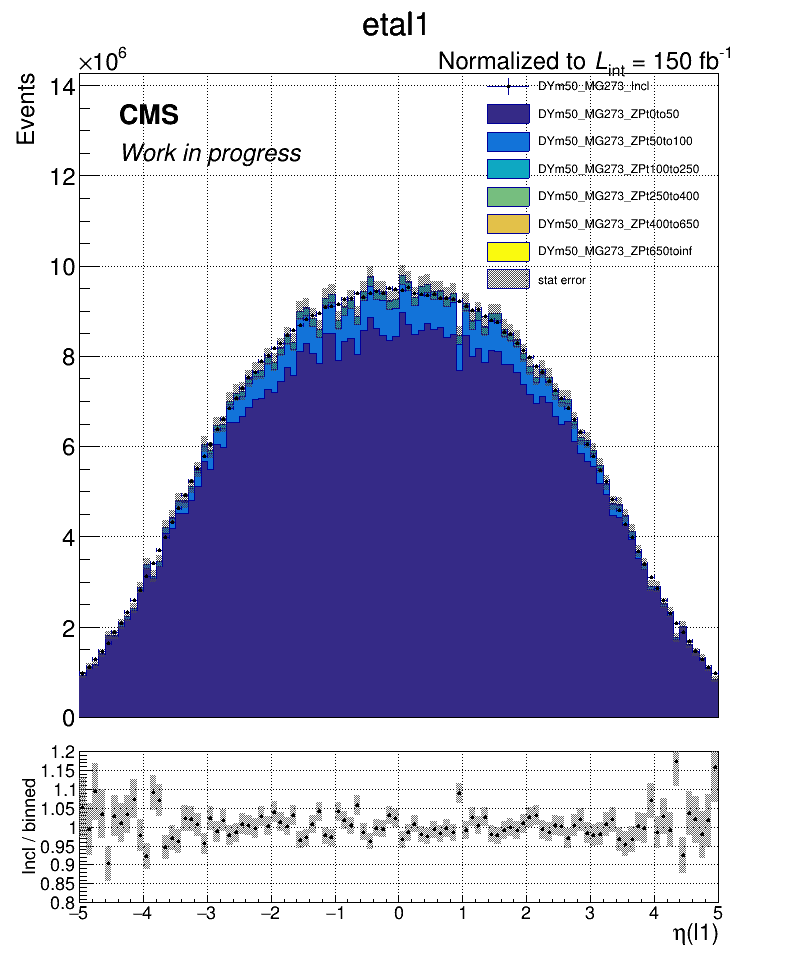 etal1
×10⁶
Normalized to L_int = 150 fb⁻¹
Events
CMS
Work in progress
DYm50_MG273_Incl
DYm50_MG273_ZPt0to50
DYm50_MG273_ZPt50to100
DYm50_MG273_ZPt100to250
DYm50_MG273_ZPt250to400
DYm50_MG273_ZPt400to650
DYm50_MG273_ZPt650toinf
stat error
14
12
10
8
6
4
2
0
Incl / binned
1.2
1.15
1.1
1.05
1
0.95
0.9
0.85
0.8
−5 −4 −3 −2 −1 0 1 2 3 4 5
η(l1)